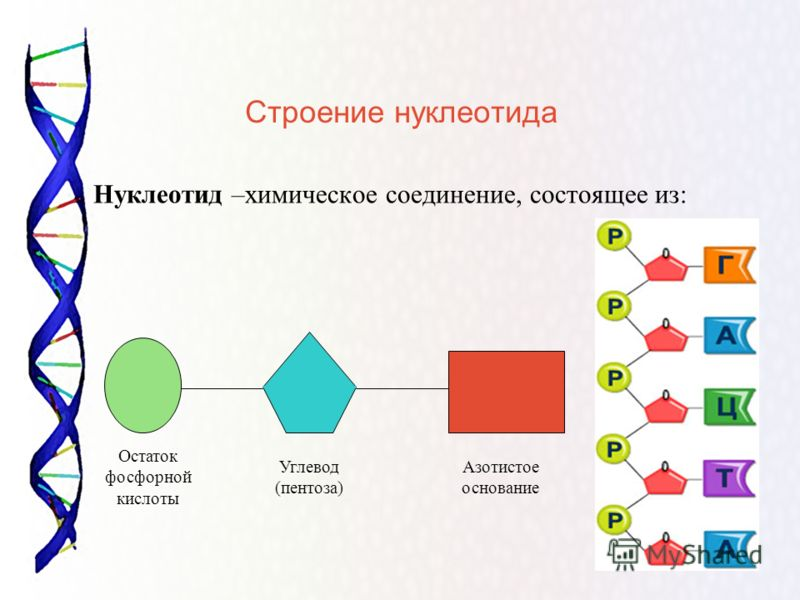 Строение нуклеотида
Нуклеотид –химическое соединение, состоящее из:
Остаток
фосфорной
кислоты
Углевод
(пентоза)
Азотистое
основание
P
O
Г
P
O
А
P
O
Ц
P
O
Т
P
O
А
MyShared